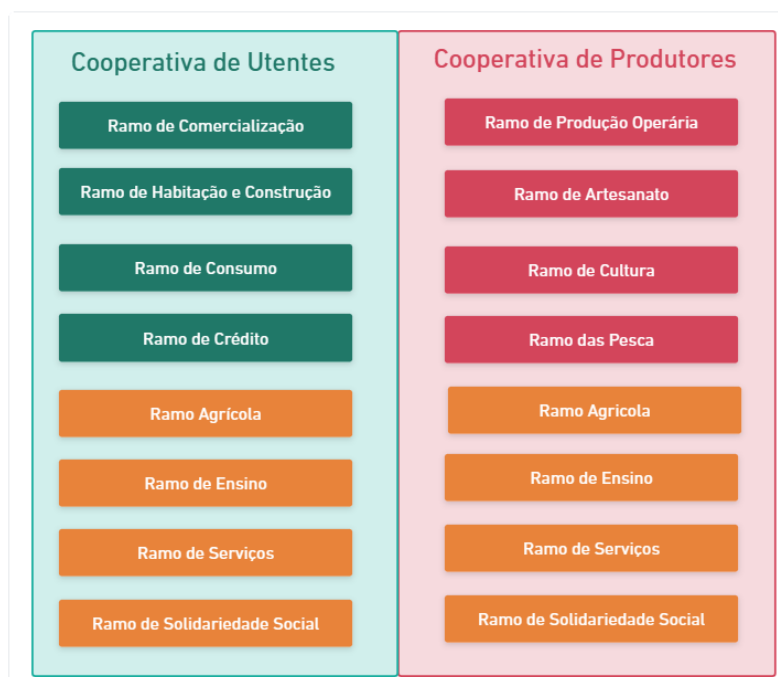 Cooperativa de Utentes
Ramo de Comercialização
Ramo de Habitação e Construção
Ramo de Consumo
Ramo de Crédito
Ramo Agrícola
Ramo de Ensino
Ramo de Serviços
Ramo de Solidariedade Social
Cooperativa de Produtores
Ramo de Produção Operária
Ramo de Artesanato
Ramo de Cultura
Ramo das Pesca
Ramo Agricola
Ramo de Ensino
Ramo de Serviços
Ramo de Solidariedade Social